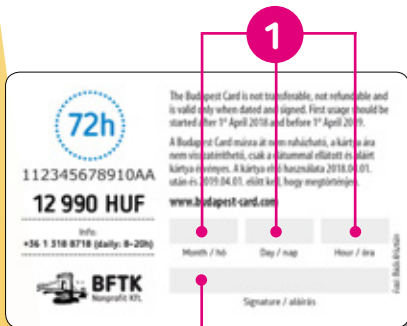 1
72h
112345678910AA
12 990 HUF
Info:
+36 1 318 8718 (daily: 8–20h)
BFTK
Nonprofit Kft.
The Budapest Card is not transferable, not refundable and
is valid only when dated and signed. First usage should be
started after 1st April 2018 and before 1st April 2019.
A Budapest Card másra át nem ruházható, a kártya ára
nem visszatéríthető, csak a dátummal ellátott és aláírt
kártya érvényes. A kártya első használata 2018.04.01.
után és 2019.04.01. előtt kell, hogy megtörténjen.
www.budapest-card.com
Month / hó
Day / nap
Hour / óra
Signature / aláírás